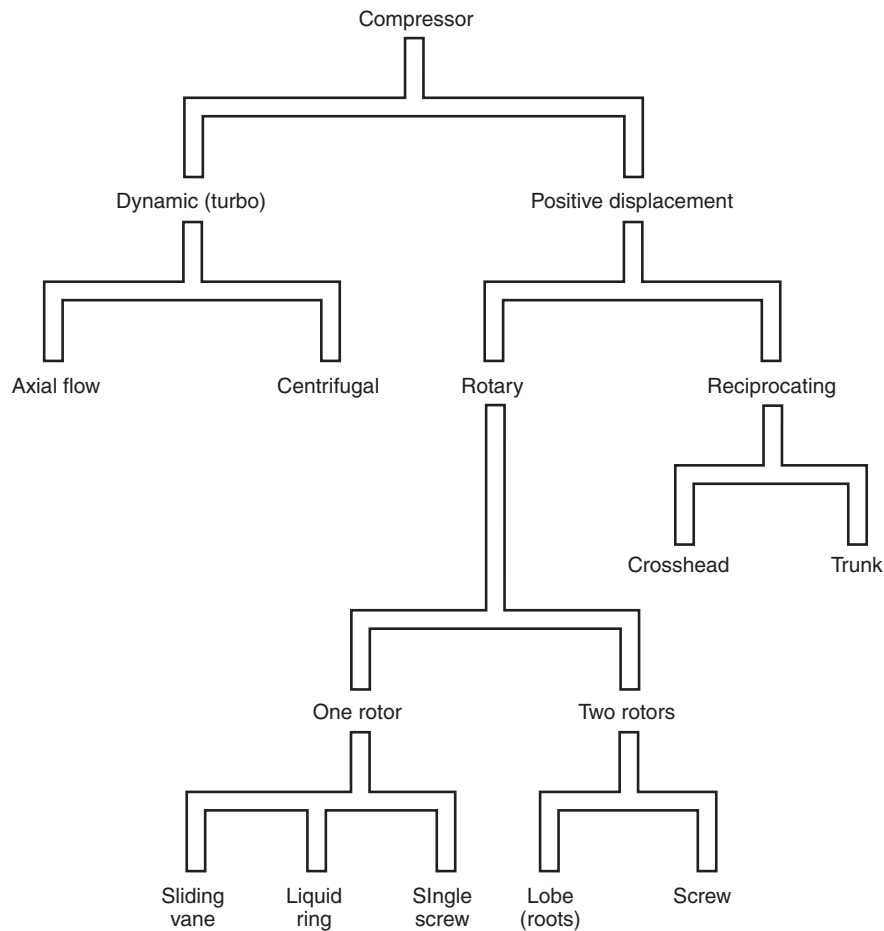 Compressor
Dynamic (turbo)
Positive displacement
Axial flow
Centrifugal
Rotary
Reciprocating
Crosshead
Trunk
One rotor
Two rotors
Sliding
vane
Liquid
ring
SIngle
screw
Lobe
(roots)
Screw